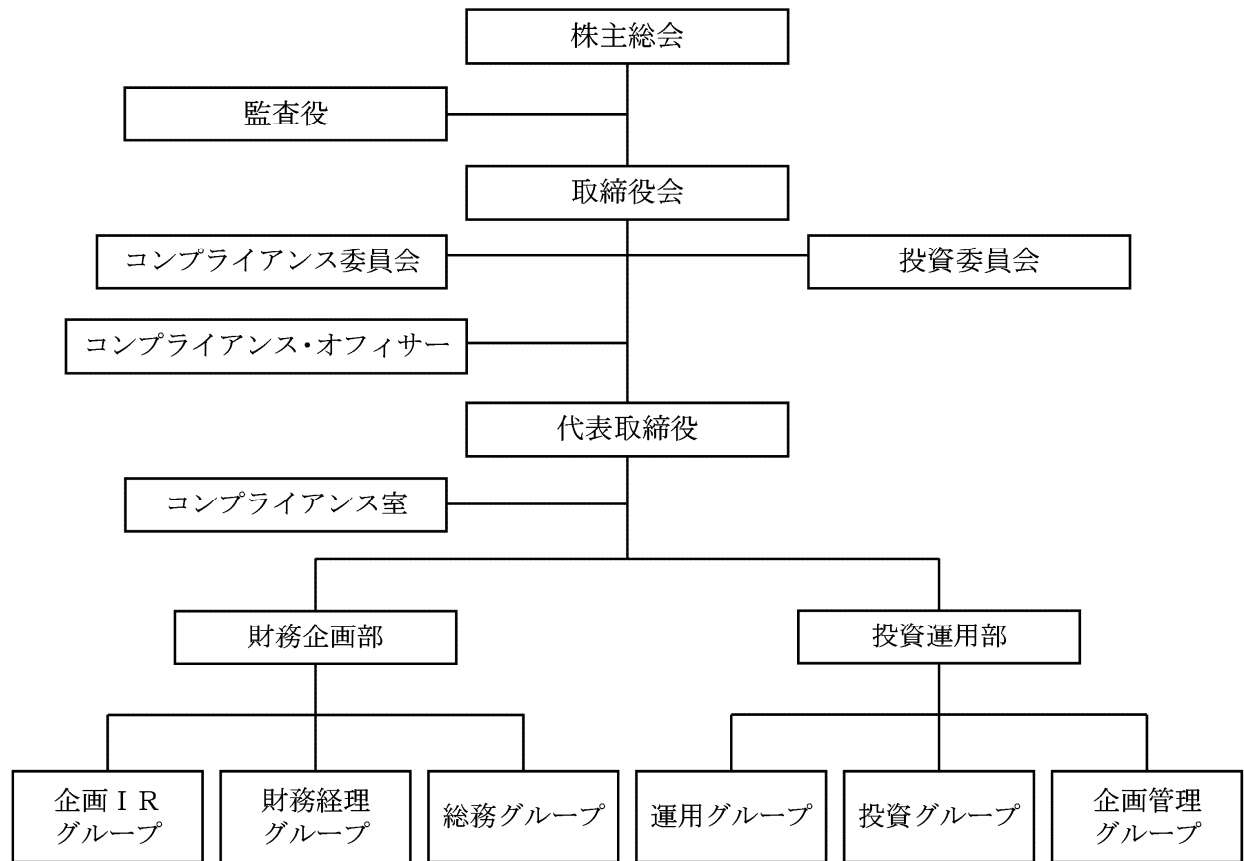 株主総会
監査役
取締役会
コンプライアンス委員会
投資委員会
コンプライアンス・オフィサー
代表取締役
コンプライアンス室
財務企画部
投資運用部
企画ＩＲ
グループ
財務経理
グループ
総務グループ
運用グループ
投資グループ
企画管理
グループ